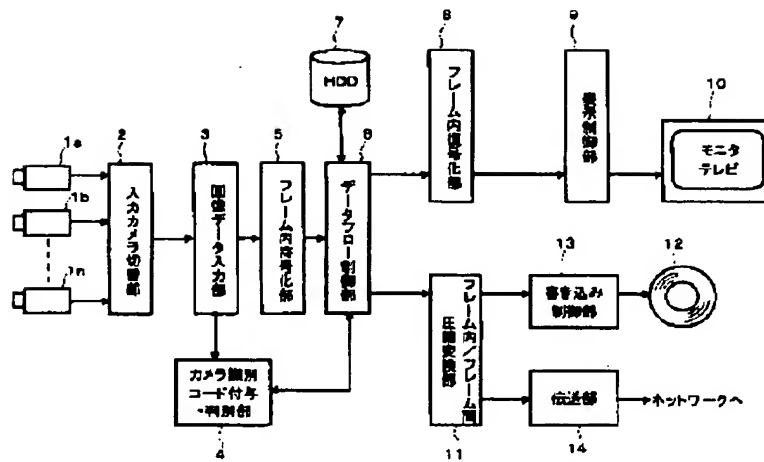 1a
1b
1n
2
入力カメラ切替部
3
画像データ入力部
カメラ識別
コード付与
・判別部
4
5
フレーム内符号化部
6
データフロー制御部
7
HDD
8
フレーム内復号化部
9
表示制御部
10
モニタ
テレビ
フレーム内/フレーム間
圧縮変換部
11
13
書き込み
制御部
12
伝送部
14
ネットワークへ